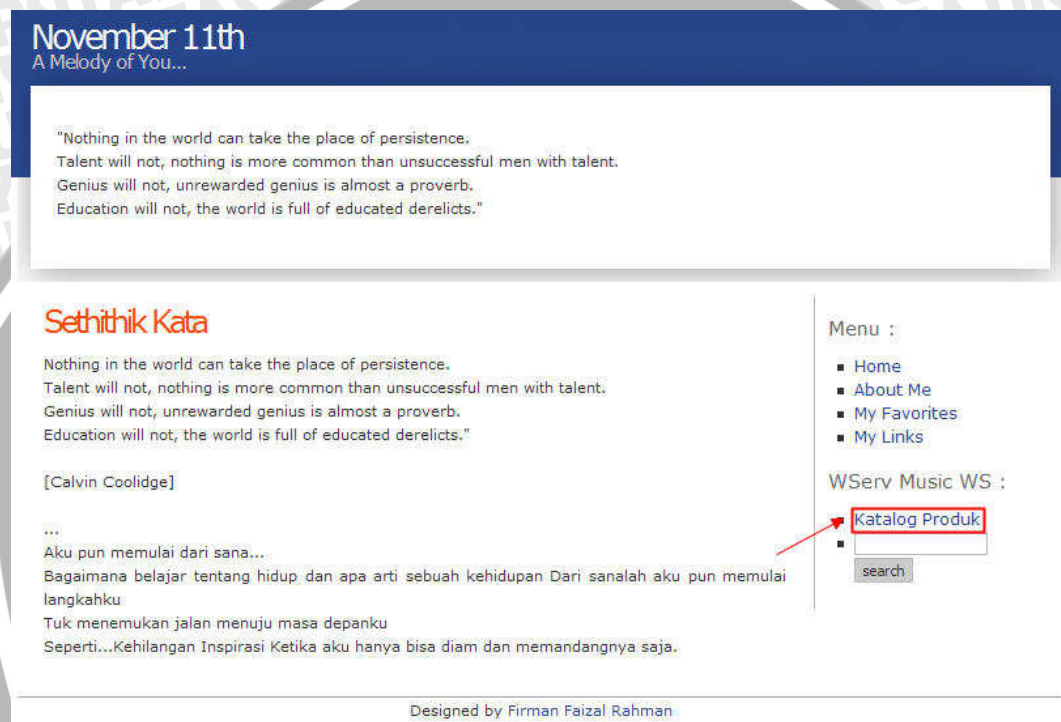 November 11th
A Melody of You...
"Nothing in the world can take the place of persistence.
Talent will not, nothing is more common than unsuccessful men with talent.
Genius will not, unrewarded genius is almost a proverb.
Education will not, the world is full of educated derelicts."
Sethithik Kata
Nothing in the world can take the place of persistence.
Talent will not, nothing is more common than unsuccessful men with talent.
Genius will not, unrewarded genius is almost a proverb.
Education will not, the world is full of educated derelicts."
[Calvin Coolidge]
...
Aku pun memulai dari sana...
Bagaimana belajar tentang hidup dan apa arti sebuah kehidupan Dari sanalah aku pun memulai
langkahku
Tuk menemukan jalan menuju masa depanku
Seperti...Kehilangan Inspirasi Ketika aku hanya bisa diam dan memandangnya saja.
Menu :
Home
About Me
My Favorites
My Links
WServ Music WS :
Katalog Produk
search
Designed by Firman Faizal Rahman